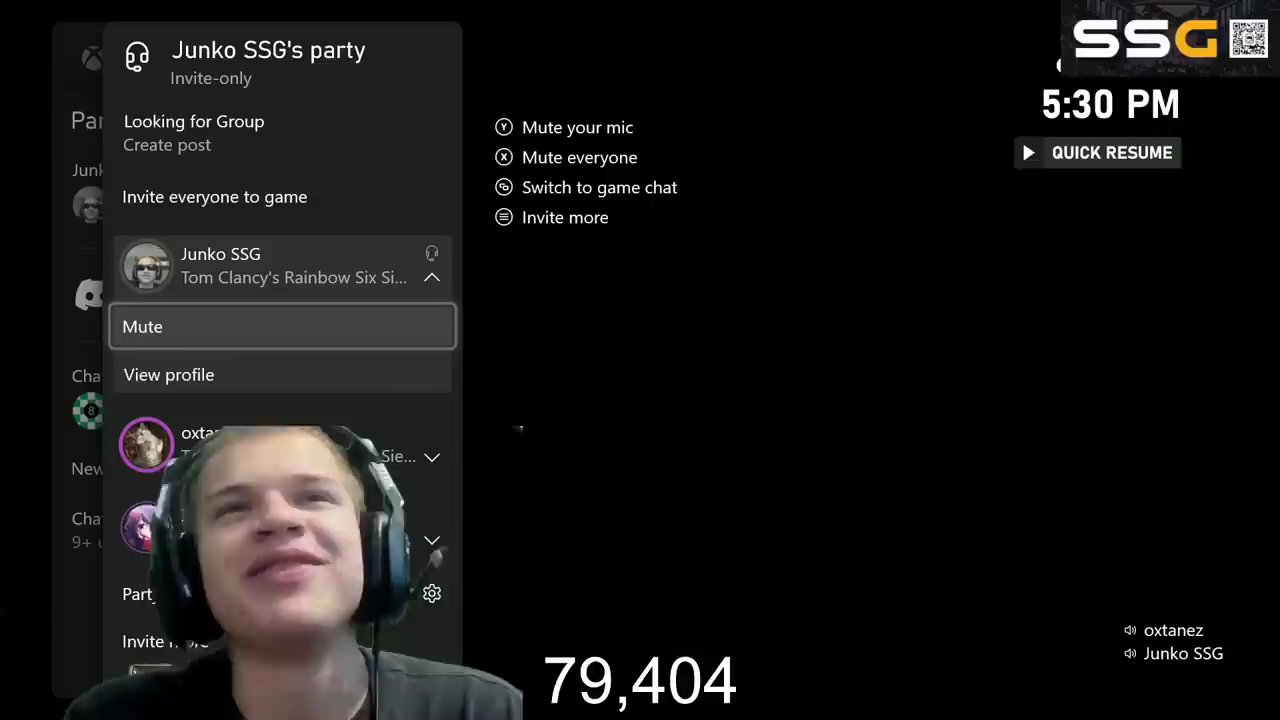 Junko SSG's party
Invite-only
Looking for Group
Create post
Invite everyone to game
Junko SSG
Tom Clancy's Rainbow Six Si...
Mute
View profile
Sie...
Invite
Par
Junk
Cha
New
Cha
9+
Mute your mic
Mute everyone
Switch to game chat
Invite more
SSG
5:30 PM
QUICK RESUME
oxtanez
Junko SSG
79,404